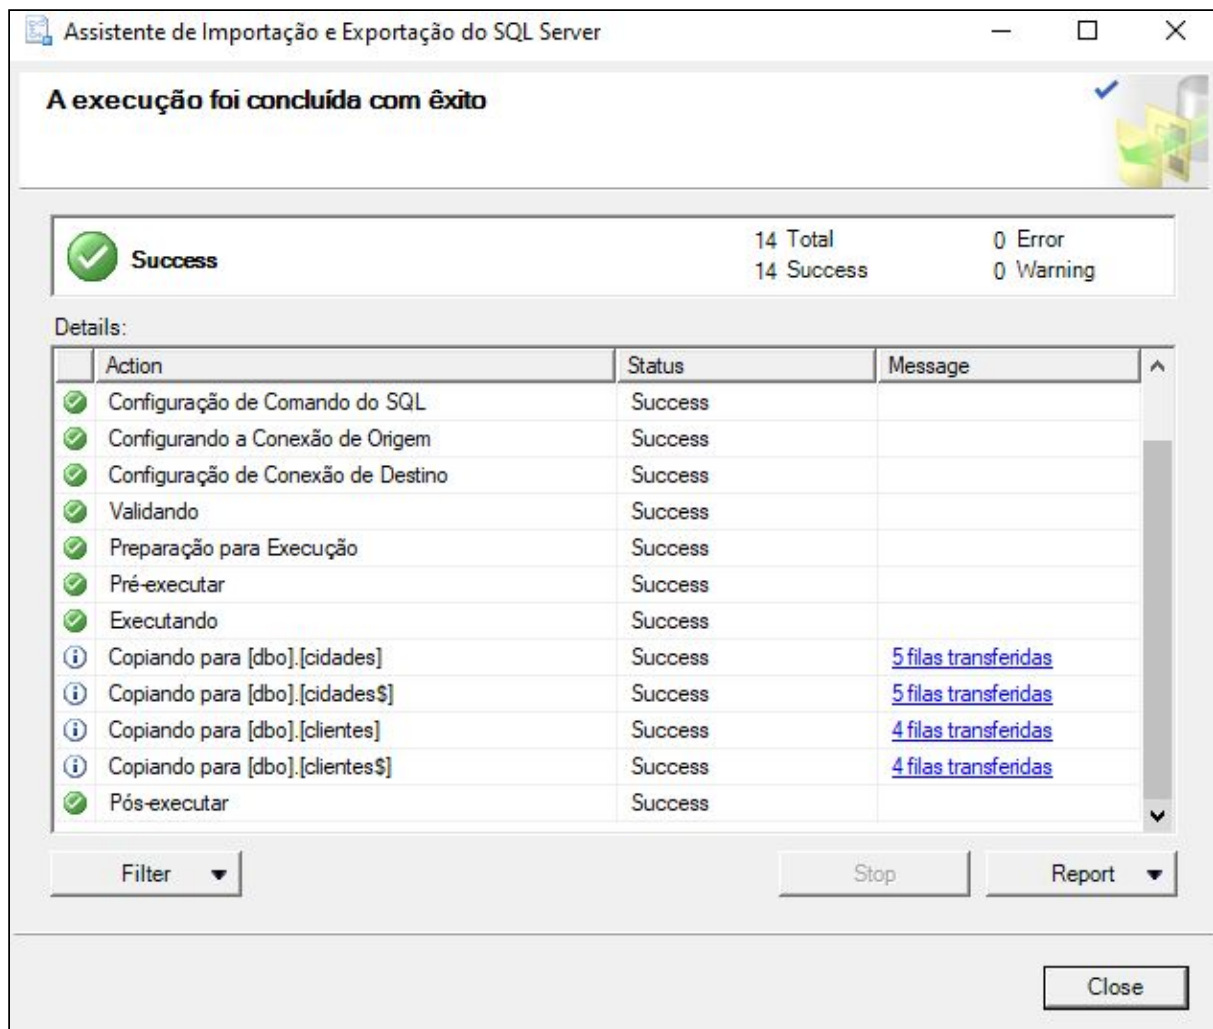 Assistente de Importação e Exportação do SQL Server
A execução foi concluída com êxito
Success
14 Total
0 Error
14 Success
0 Warning
Details:
Action Status Message
Configuração de Comando do SQL Success
Configurando a Conexão de Origem Success
Configuração de Conexão de Destino Success
Validando Success
Preparação para Execução Success
Pré-executar Success
Executando Success
Copiando para [dbo].[cidades] Success 5 filas transferidas
Copiando para [dbo].[cidades$] Success 5 filas transferidas
Copiando para [dbo].[clientes] Success 4 filas transferidas
Copiando para [dbo].[clientes$] Success 4 filas transferidas
Pós-executar Success
Filter Stop Report
Close